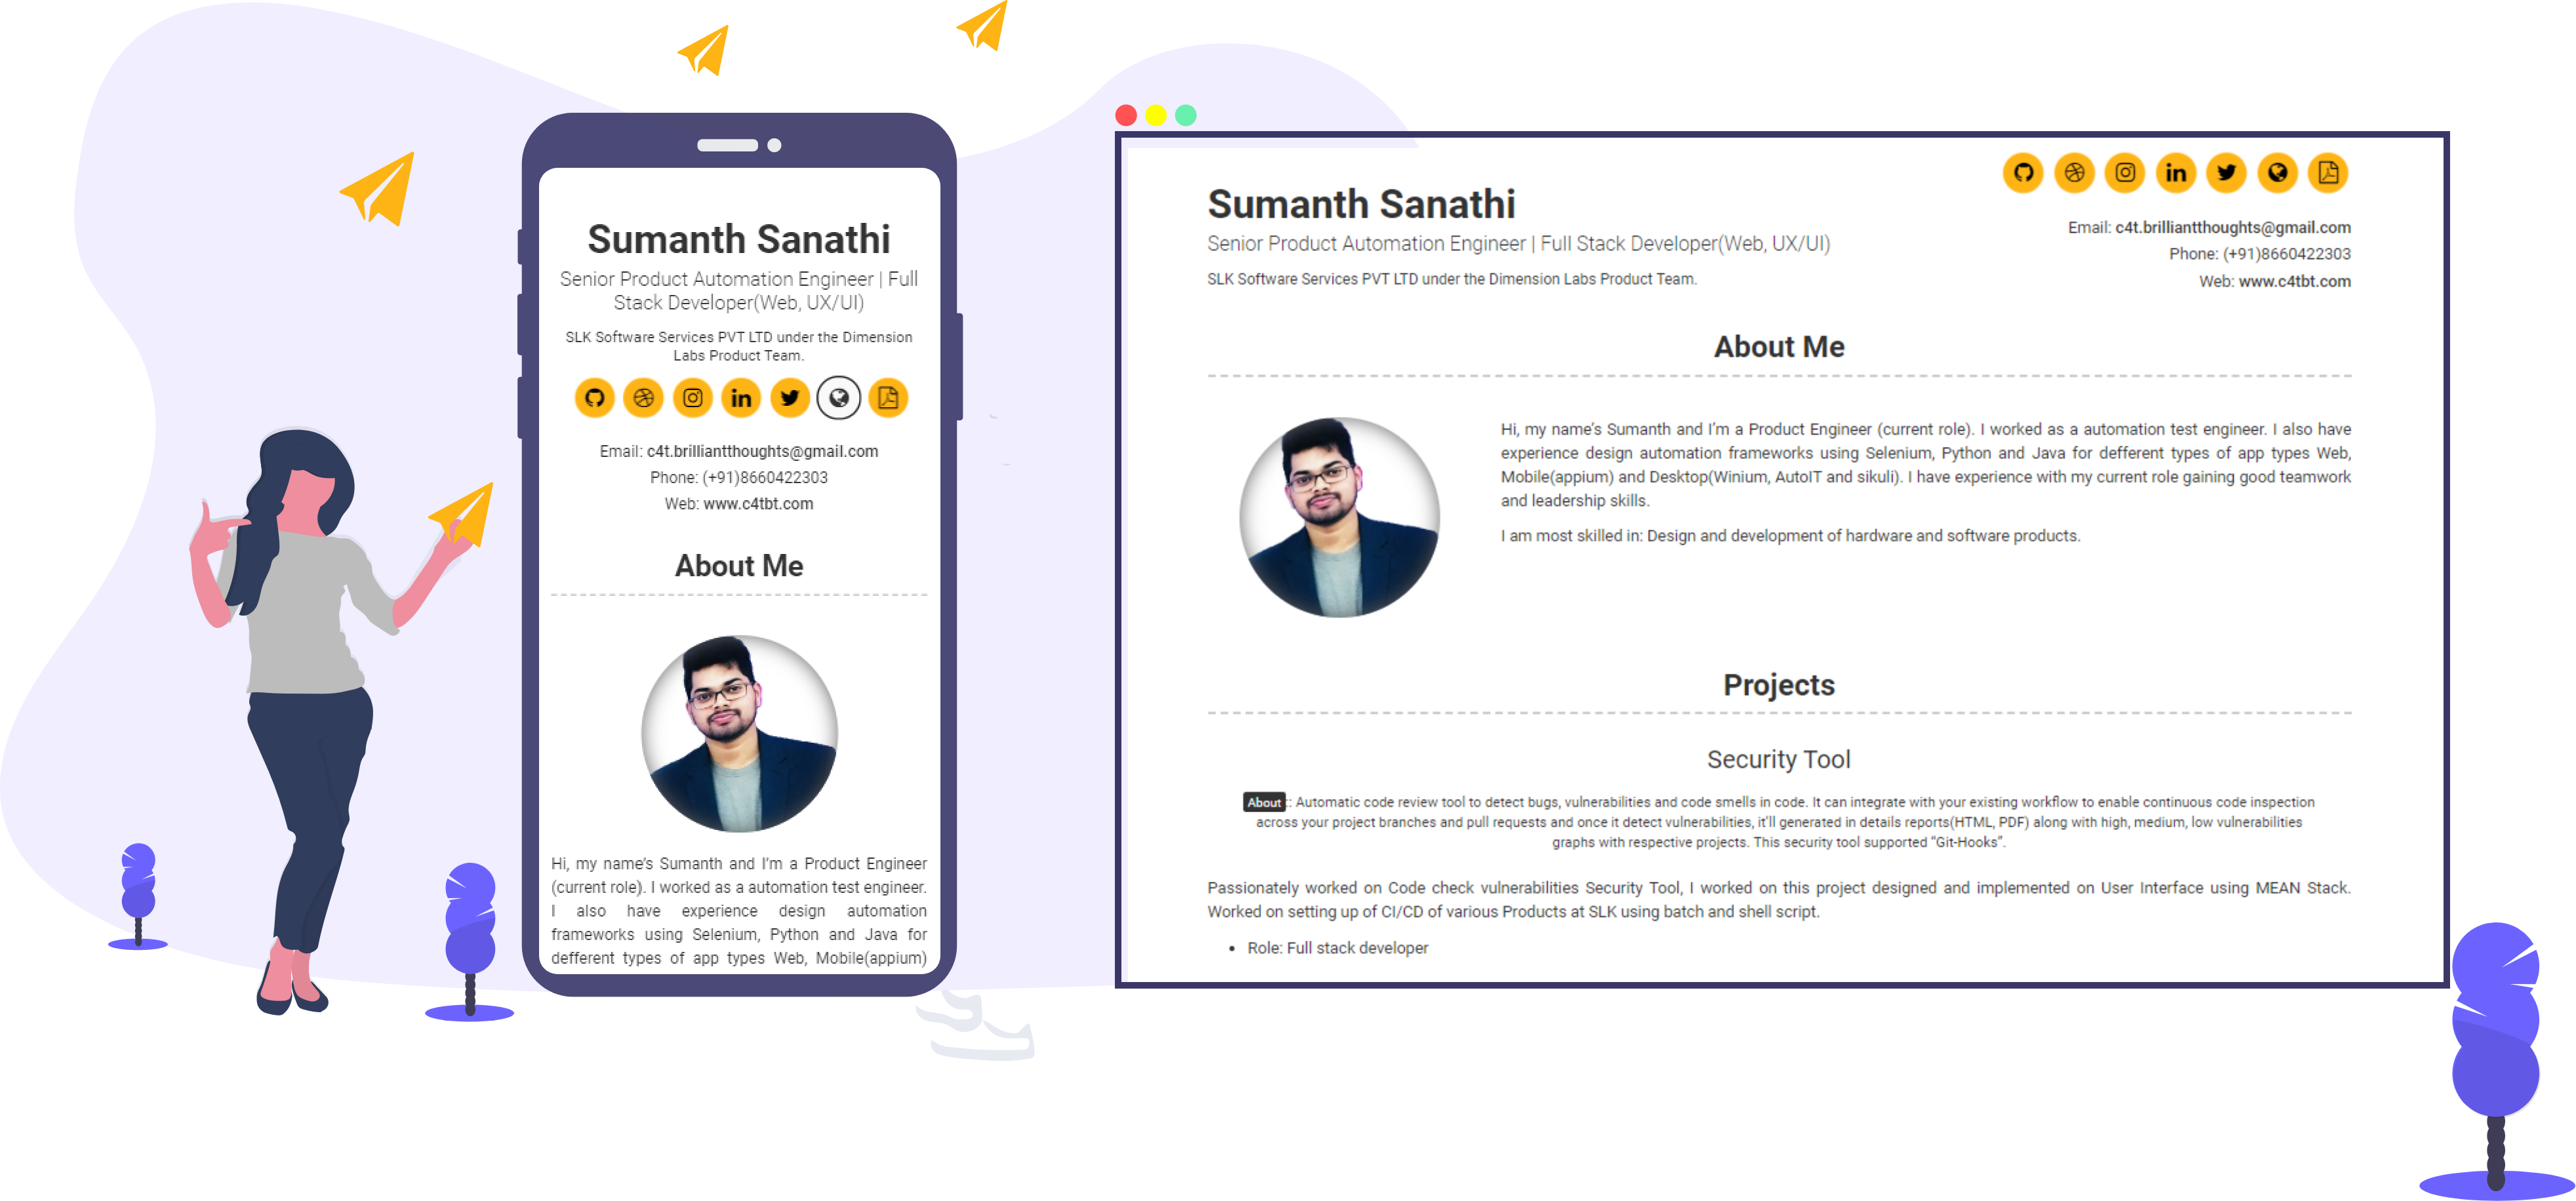 Sumanth Sanathi
Senior Product Automation Engineer | Full
Stack Developer(Web, UX/UI)
SLK Software Services PVT LTD under the Dimension
Labs Product Team.
in
Email: c4t.brilliantthoughts@gmail.com
Phone: (+91)8660422303
Web: www.c4tbt.com
About Me
Hi, my name's Sumanth and I'm a Product Engineer
(current role). I worked as a automation test engineer.
I also have experience design automation
frameworks using Selenium, Python and Java for
defferent types of app types Web, Mobile(appium)
in
Sumanth Sanathi
Senior Product Automation Engineer | Full Stack Developer(Web, UX/UI)
SLK Software Services PVT LTD under the Dimension Labs Product Team.
Email: c4t.brilliantthoughts@gmail.com
Phone: (+91)8660422303
Web: www.c4tbt.com
About Me
Hi, my name's Sumanth and I'm a Product Engineer (current role). I worked as a automation test engineer. I also have
experience design automation frameworks using Selenium, Python and Java for defferent types of app types Web,
Mobile(appium) and Desktop(Winium, AutoIT and sikuli). I have experience with my current role gaining good teamwork
and leadership skills.
I am most skilled in: Design and development of hardware and software products.
Projects
Security Tool
About :: Automatic code review tool to detect bugs, vulnerabilities and code smells in code. It can integrate with your existing workflow to enable continuous code inspection
across your project branches and pull requests and once it detect vulnerabilities, it'll generated in details reports(HTML, PDF) along with high, medium, low vulnerabilities
graphs with respective projects. This security tool supported “Git-Hooks”.
Passionately worked on Code check vulnerabilities Security Tool, I worked on this project designed and implemented on User Interface using MEAN Stack.
Worked on setting up of CI/CD of various Products at SLK using batch and shell script.
• Role: Full stack developer